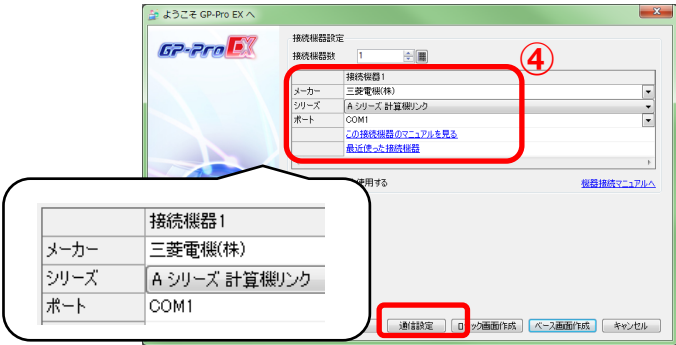 ようこそ GP-Pro EX へ
GP-Pro EX
接続機器設定
接続機器数 1
④
接続機器1
メーカー 三菱電機(株)
シリーズ A シリーズ 計算機リンク
ポート COM1
この接続機器のマニュアルを見る
最近使った接続機器
使用する 機器接続マニュアルへ
接続機器1
メーカー 三菱電機(株)
シリーズ A シリーズ 計算機リンク
ポート COM1
通信設定 ロ ック画面作成 ベース画面作成 キャンセル